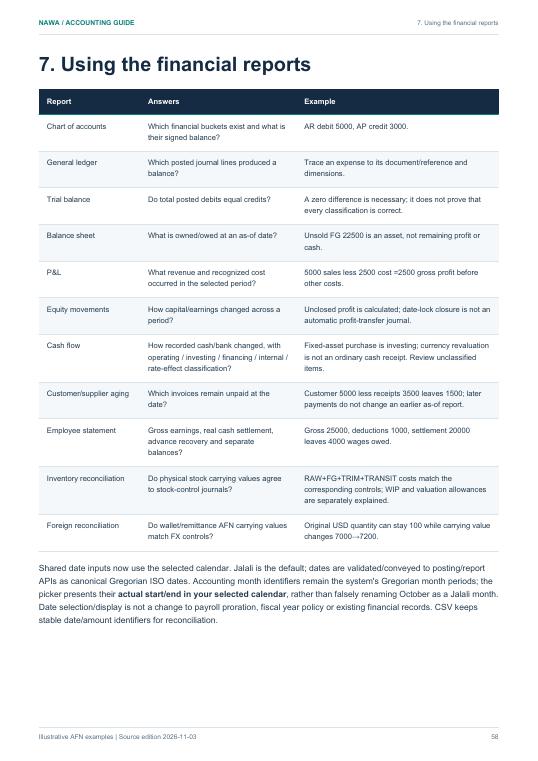 NAWA / ACCOUNTING GUIDE
7. Using the financial reports
7. Using the financial reports
Report Answers Example
Chart of accounts Which financial buckets exist and what is AR debit 5000, AP credit 3000.
their signed balance?
General ledger Which posted journal lines produced a Trace an expense to its document/reference and
balance? dimensions.
Trial balance Do total posted debits equal credits? A zero difference is necessary; it does not prove that
every classification is correct.
Balance sheet What is owned/owed at an as-of date? Unsold FG 22500 is an asset, not remaining profit or
cash.
P&L What revenue and recognized cost 5000 sales less 2500 cost =2500 gross profit before
occurred in the selected period? other costs.
Equity movements How capital/earnings changed across a Unclosed profit is calculated; date-lock closure is not an
period? automatic profit-transfer journal.
Cash flow How recorded cash/bank changed, with Fixed-asset purchase is investing; currency revaluation
operating / investing / financing / internal / is not an ordinary cash receipt. Review unclassified
rate-effect classification? items.
Customer/supplier aging Which invoices remain unpaid at the Customer 5000 less receipts 3500 leaves 1500; later
date? payments do not change an earlier as-of report.
Employee statement Gross earnings, real cash settlement, Gross 25000, deductions 1000, settlement 20000
advance recovery and separate leaves 4000 wages owed.
balances?
Inventory reconciliation Do physical stock carrying values agree RAW+FG+TRIM+TRANSIT costs match the
to stock-control journals? corresponding controls; WIP and valuation allowances
are separately explained.
Foreign reconciliation Do wallet/remittance AFN carrying values Original USD quantity can stay 100 while carrying value
match FX controls? changes 7000→7200.
Shared date inputs now use the selected calendar. Jalali is the default; dates are validated/conveyed to posting/report
APIs as canonical Gregorian ISO dates. Accounting month identifiers remain the system's Gregorian month periods; the
picker presents their actual start/end in your selected calendar, rather than falsely renaming October as a Jalali month.
Date selection/display is not a change to payroll proration, fiscal year policy or existing financial records. CSV keeps
stable date/amount identifiers for reconciliation.
Illustrative AFN examples | Source edition 2026-11-03
58